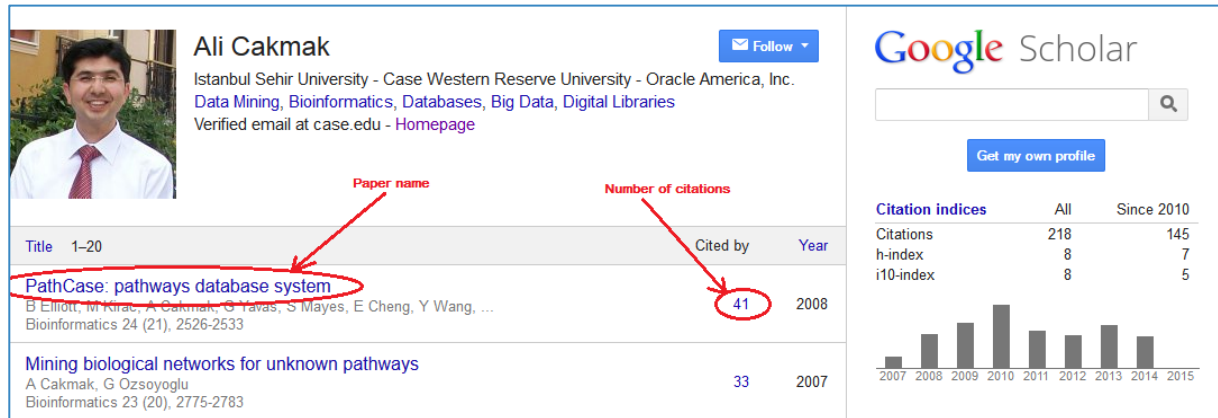 Ali Cakmak
Follow
Istanbul Sehir University - Case Western Reserve University - Oracle America, Inc.
Data Mining, Bioinformatics, Databases, Big Data, Digital Libraries
Verified email at case.edu - Homepage
Paper name
Number of citations
Title 1–20 Cited by Year
PathCase: pathways database system
B Elliott, M Kirac, A Cakmak, G Yavas, S Mayes, E Cheng, Y Wang, ...
41 2008
Bioinformatics 24 (21), 2526-2533
Mining biological networks for unknown pathways
A Cakmak, G Ozsoyoglu
33 2007
Bioinformatics 23 (20), 2775-2783
Google Scholar
Get my own profile
Citation indices All Since 2010
Citations 218 145
h-index 8 7
i10-index 8 5
2007 2008 2009 2010 2011 2012 2013 2014 2015